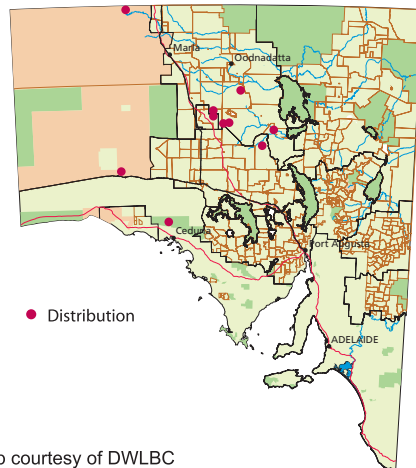 Marla
Oodnadatta
Ceduna
Port Augusta
Distribution
ADELAIDE
courtesy of DWLBC